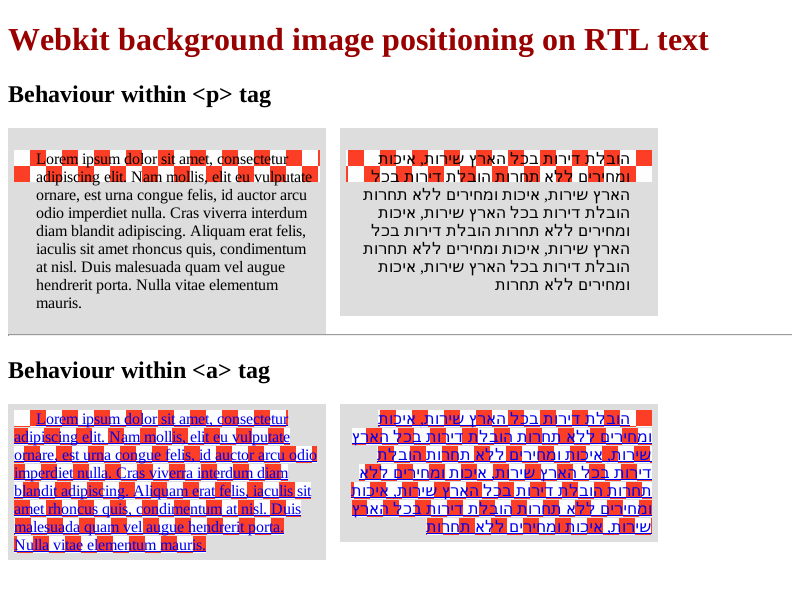 Webkit background image positioning on RTL text
Behaviour within <p> tag
Lorem ipsum dolor sit amet, consectetur
adipiscing elit. Nam mollis, elit eu vulputate
ornare, est urna congue felis, id auctor arcu
odio imperdiet nulla. Cras viverra interdum
diam blandit adipiscing. Aliquam erat felis,
iaculis sit amet rhoncus quis, condimentum
at nisl. Duis malesuada quam vel augue
hendrerit porta. Nulla vitae elementum
mauris.
הובלת דירות בכל הארץ שירות, איכות
ומחירים ללא תחרות הובלת דירות בכל
הארץ שירות, איכות ומחירים ללא תחרות
הובלת דירות בכל הארץ שירות, איכות
ומחירים ללא תחרות הובלת דירות בכל
הארץ שירות, איכות ומחירים ללא תחרות
הובלת דירות בכל הארץ שירות, איכות
ומחירים ללא תחרות
Behaviour within <a> tag
Lorem ipsum dolor sit amet, consectetur
adipiscing elit. Nam mollis, elit eu vulputate
ornare, est urna congue felis, id auctor arcu odio
imperdiet nulla. Cras viverra interdum diam
blandit adipiscing. Aliquam erat felis, iaculis sit
amet rhoncus quis, condimentum at nisl. Duis
malesuada quam vel augue hendrerit porta.
Nulla vitae elementum mauris.
הובלת דירות בכל הארץ שירות, איכות
ומחירים ללא תחרות הובלת דירות בכל הארץ
שירות, איכות ומחירים ללא תחרות הובלת
דירות בכל הארץ שירות, איכות ומחירים ללא
תחרות הובלת דירות בכל הארץ שירות, איכות
ומחירים ללא תחרות הובלת דירות בכל הארץ
שירות, איכות ומחירים ללא תחרות